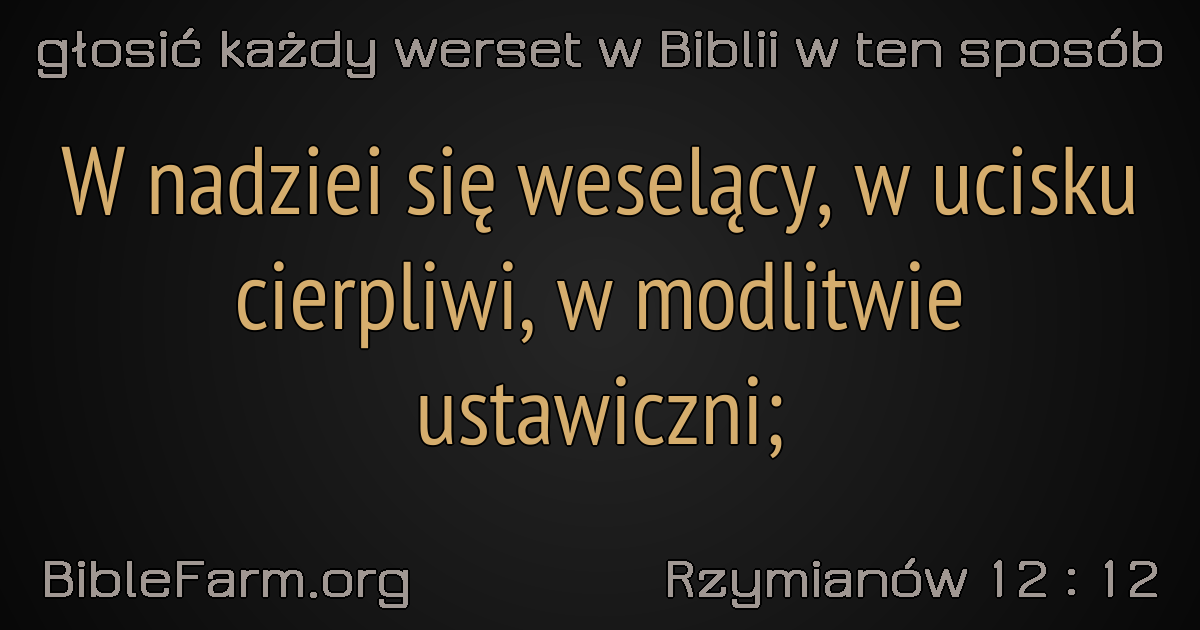 głosić każdy werset w Biblii w ten sposób
W nadziei się weselący, w ucisku
cierpliwi, w modlitwie
ustawiczni;
BibleFarm.org
Rzymianów 12 : 12